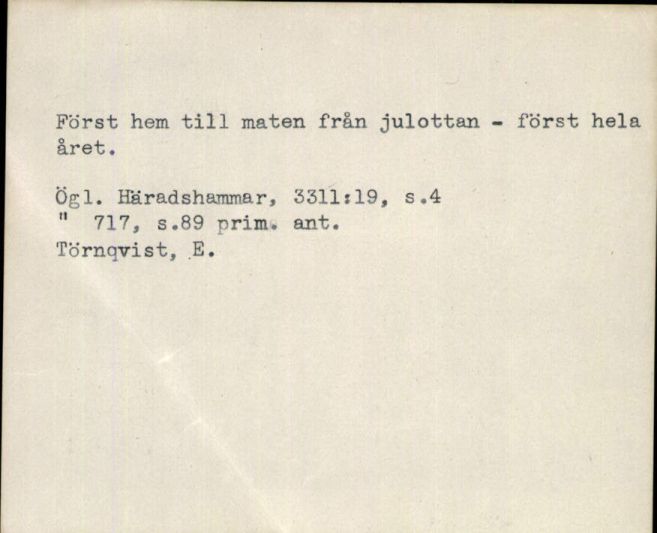 Först hem till maten från julottan - först hela
året.
Ögl. Häradshammar, 3311:19, s.4
" 717, s.89 prim. ant.
Törnqvist, E.